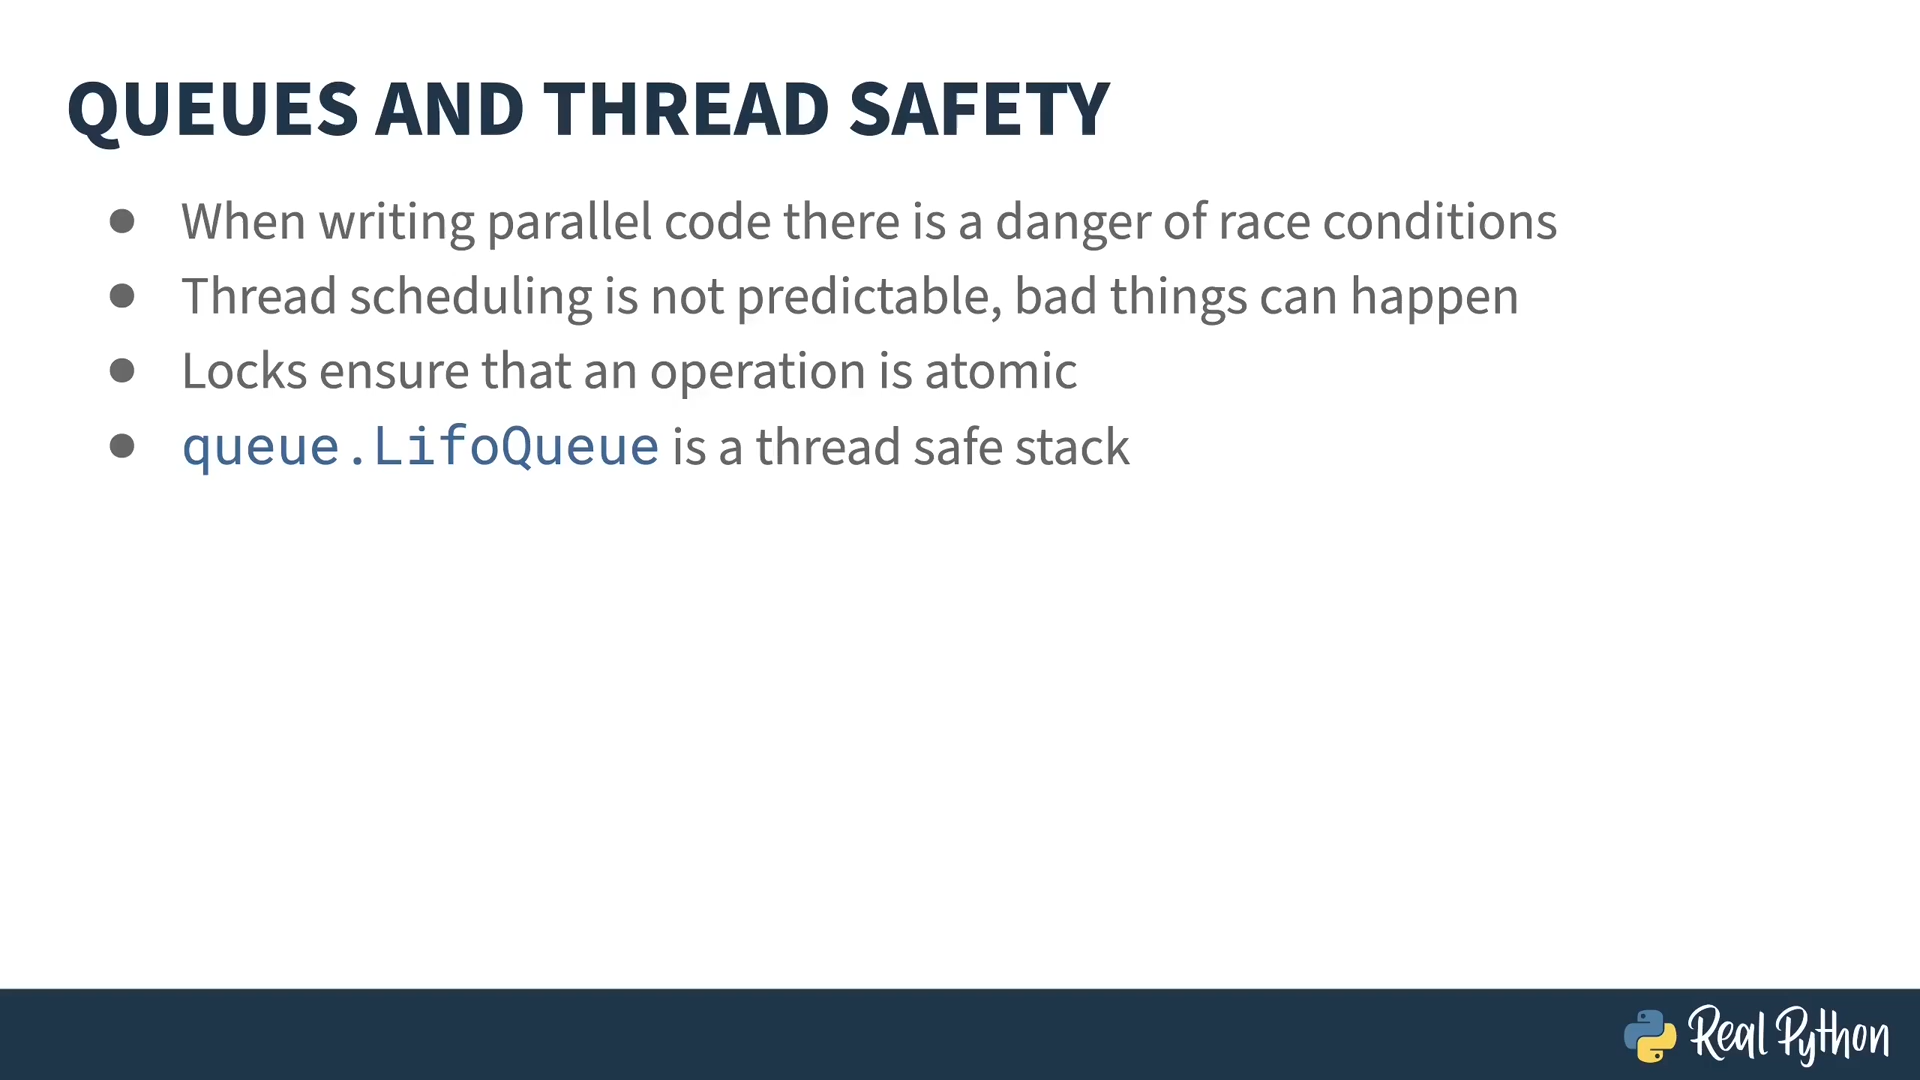 QUEUES AND THREAD SAFETY
When writing parallel code there is a danger of race conditions
Thread scheduling is not predictable, bad things can happen
Locks ensure that an operation is atomic
queue.LifoQueue is a thread safe stack
Real Python